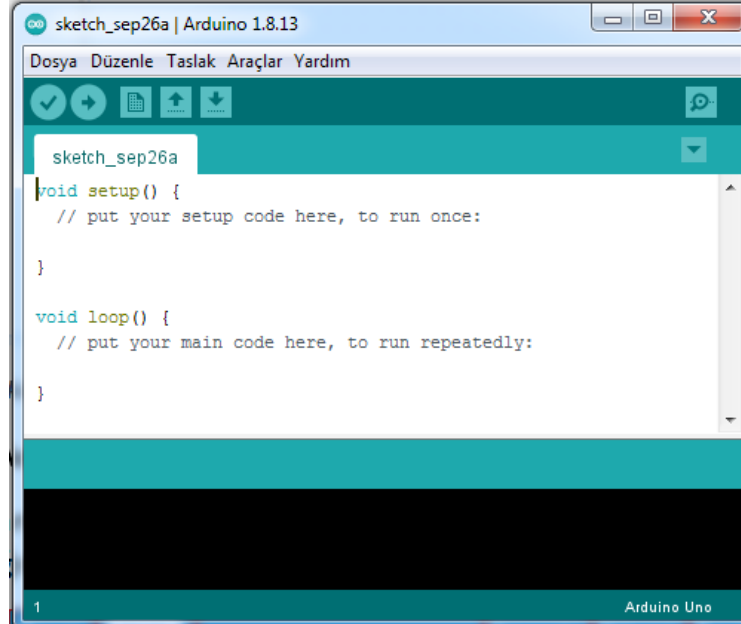 sketch_sep26a | Arduino 1.8.13
Dosya Düzenle Taslak Araçlar Yardım
sketch_sep26a
void setup() {
  // put your setup code here, to run once:
}
void loop() {
  // put your main code here, to run repeatedly:
}
1
Arduino Uno